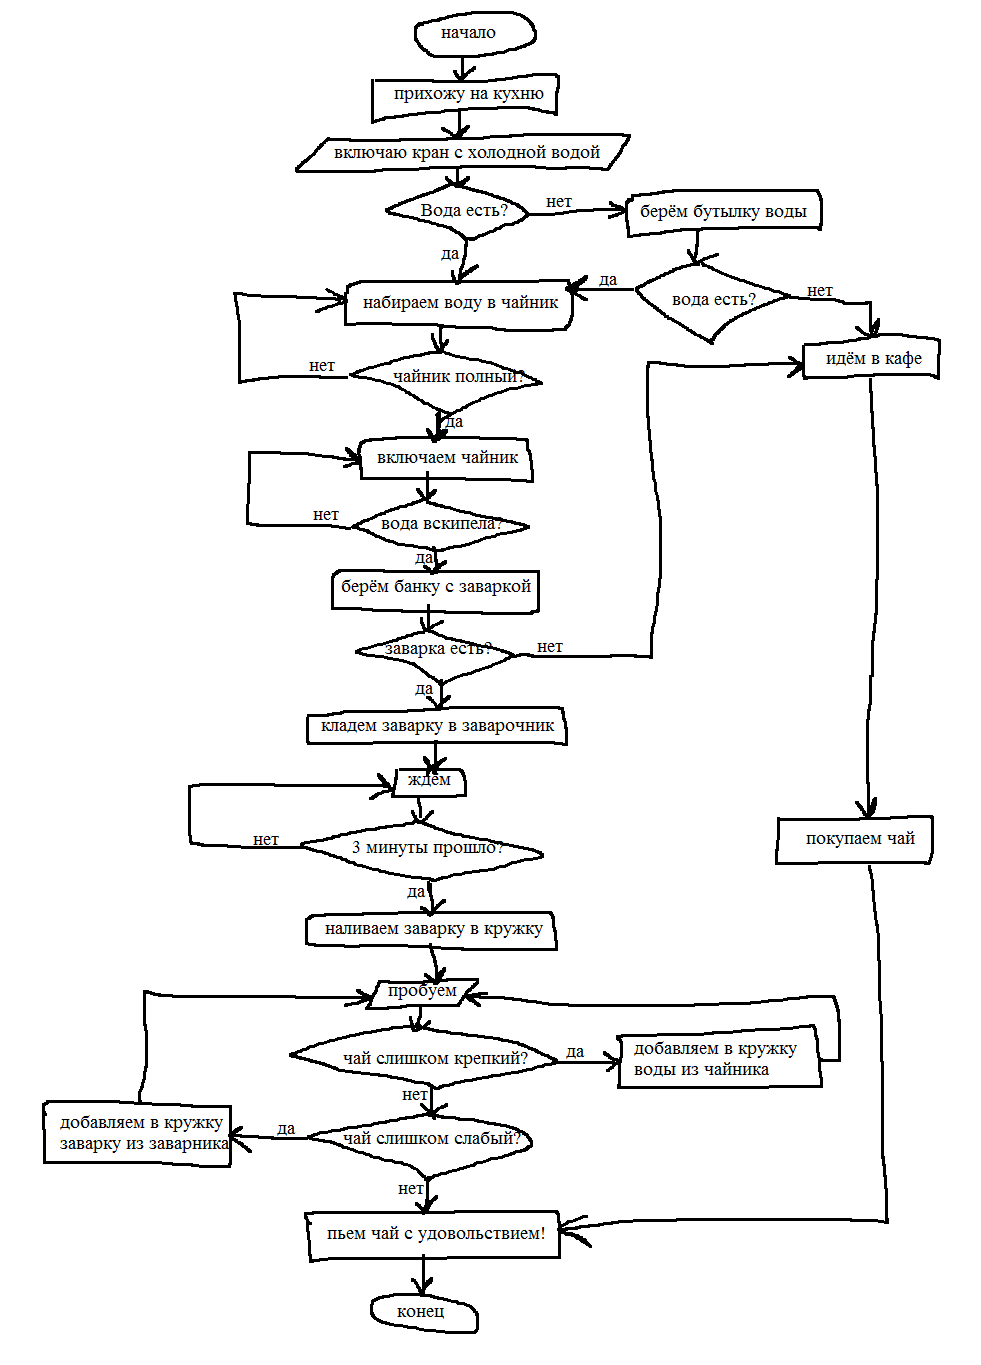 начало
прихожу на кухню
включаю кран с холодной водой
Вода есть?
нет
берём бутылку воды
да
набираем воду в чайник
да
вода есть?
нет
идём в кафе
нет
чайник полный?
да
включаем чайник
нет
вода вскипела?
да
берём банку с заваркой
заварка есть?
нет
да
кладем заварку в заварочник
ждём
нет
3 минуты прошло?
покупаем чай
да
наливаем заварку в кружку
пробуем
чай слишком крепкий?
да
добавляем в кружку
воды из чайника
нет
добавляем в кружку
заварку из заварника
да
чай слишком слабый?
нет
пьем чай с удовольствием!
конец